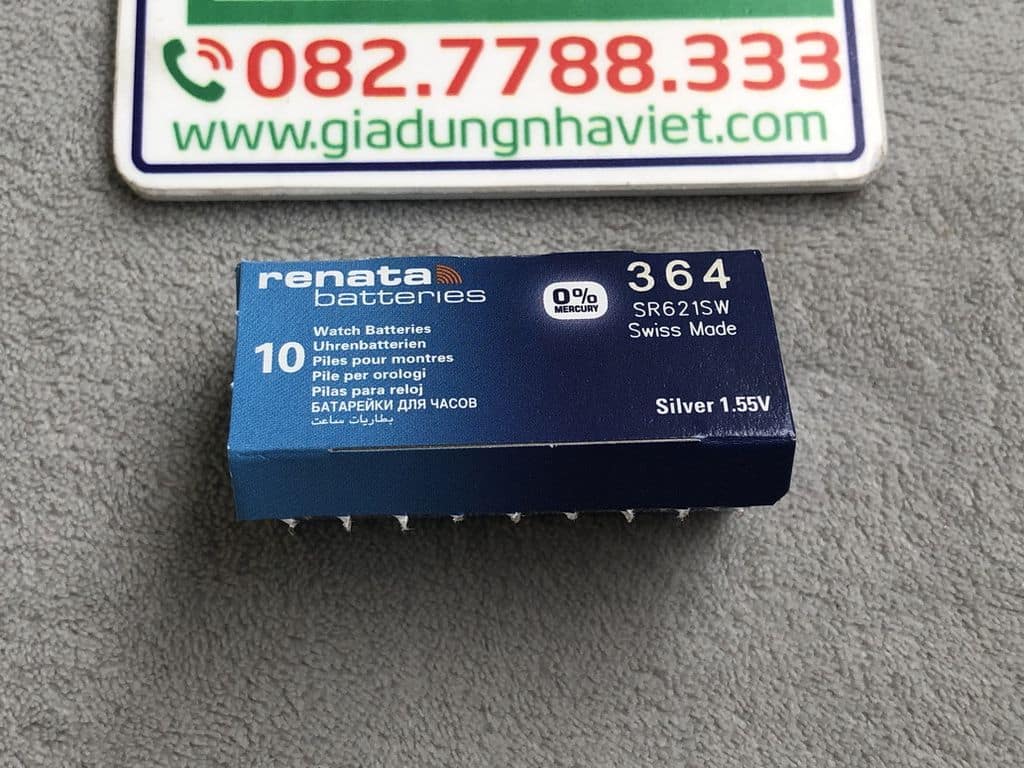 082.7788.333
www.giadungnhaviet.com
renata
batteries
10
Watch Batteries
Uhrenbatterien
Piles pour montres
Pile per orologi
Pilas para reloj
БАТАРЕЙКИ ДЛЯ ЧАСОВ
بطاريات ساعت
0%
MERCURY
364
SR621SW
Swiss Made
Silver 1.55V